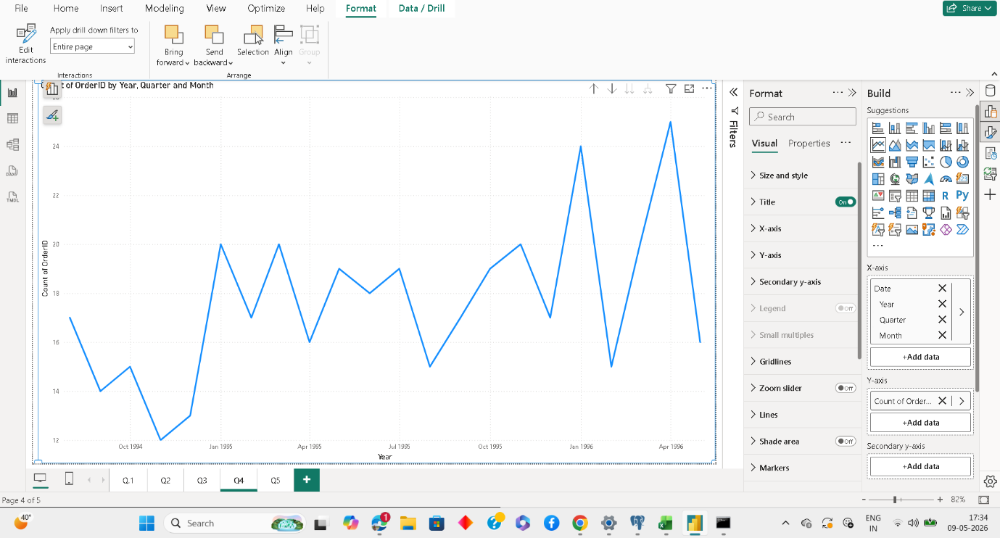 File Home Insert Modeling View Optimize Help Format Data / Drill Share
Edit interactions
Apply drill down filters to
Entire page
Interactions
Bring forward
Send backward
Selection
Align
Group
Arrange
t of OrderID by Year, Quarter and Month
24
22
20
18
16
14
12
Count of OrderID
Oct 1994 Jan 1995 Apr 1995 Jul 1995 Oct 1995 Jan 1996 Apr 1996
Year
DAX
TMDL
Filters
Format
Search
Visual Properties
Size and style
Title On
X-axis
Y-axis
Secondary y-axis
Legend Off
Small multiples
Gridlines
Zoom slider Off
Lines
Shade area Off
Markers
Build
Suggestions
123
R Py
X-axis
Date
Year
Quarter
Month
+Add data
Y-axis
Count of Order...
+Add data
Secondary y-axis
+Add data
Q.1 Q2 Q3 Q4 Q5 +
Page 4 of 5
- + 82%
40°
Search
1
ENG
IN
17:34
09-05-2026